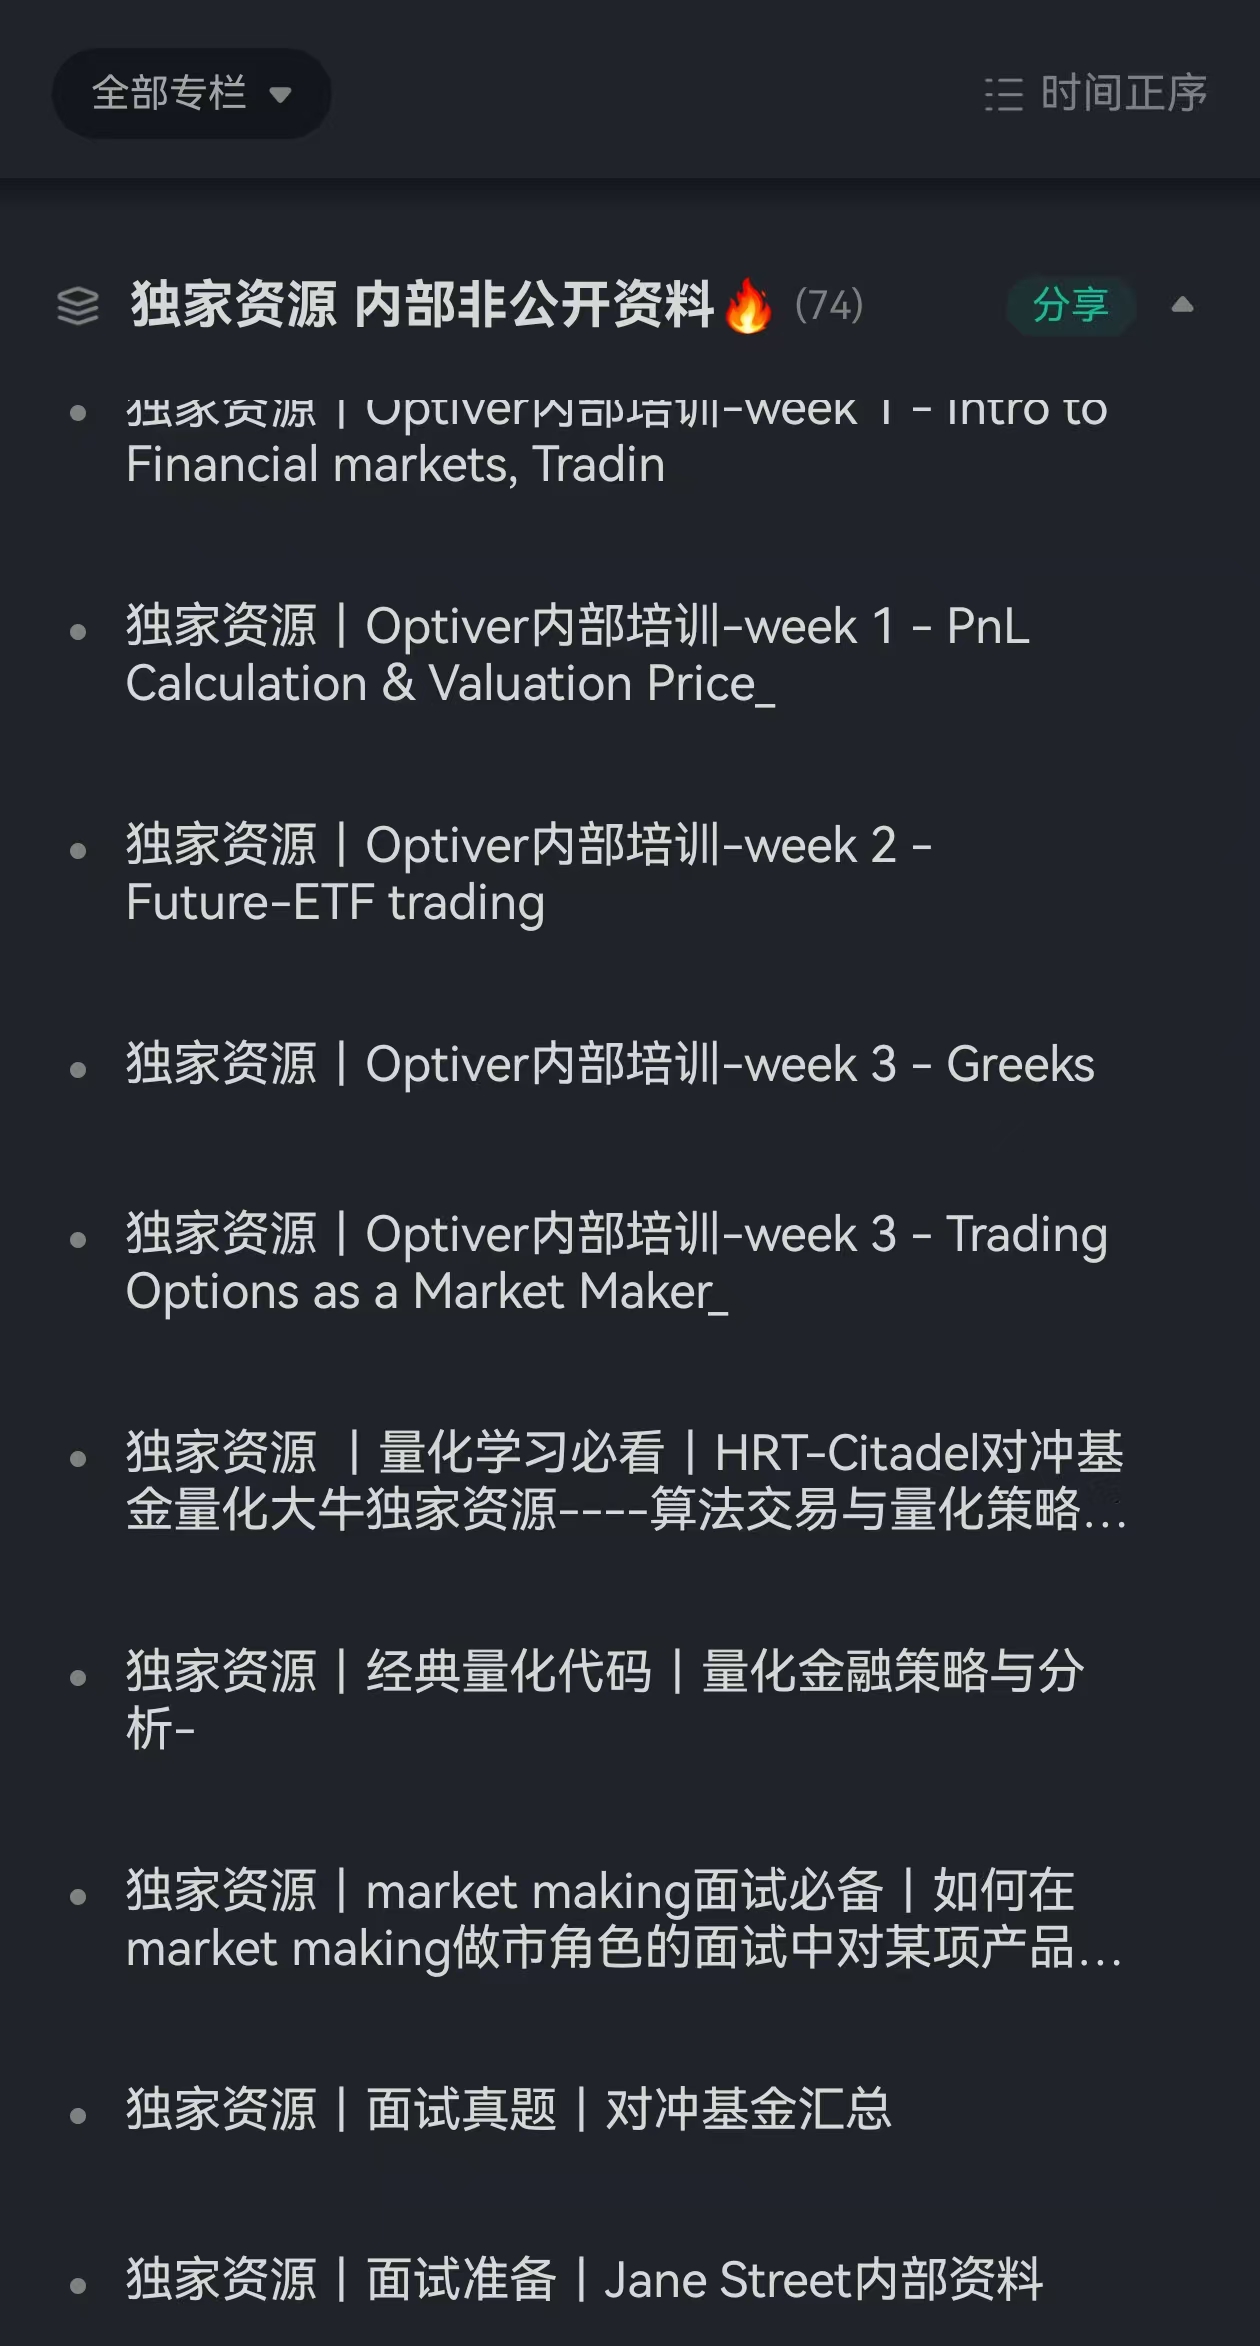 全部专栏
时间正序
独家资源 内部非公开资料🔥 (74)
分享
独家资源｜Optiver内部培训-week 1 - Intro to
Financial markets, Tradin
独家资源｜Optiver内部培训-week 1 - PnL
Calculation & Valuation Price_
独家资源｜Optiver内部培训-week 2 -
Future-ETF trading
独家资源｜Optiver内部培训-week 3 - Greeks
独家资源｜Optiver内部培训-week 3 - Trading
Options as a Market Maker_
独家资源 ｜量化学习必看｜HRT-Citadel对冲基
金量化大牛独家资源----算法交易与量化策略...
独家资源｜经典量化代码｜量化金融策略与分
析-
独家资源｜market making面试必备｜如何在
market making做市角色的面试中对某项产品...
独家资源｜面试真题｜对冲基金汇总
独家资源｜面试准备｜Jane Street内部资料